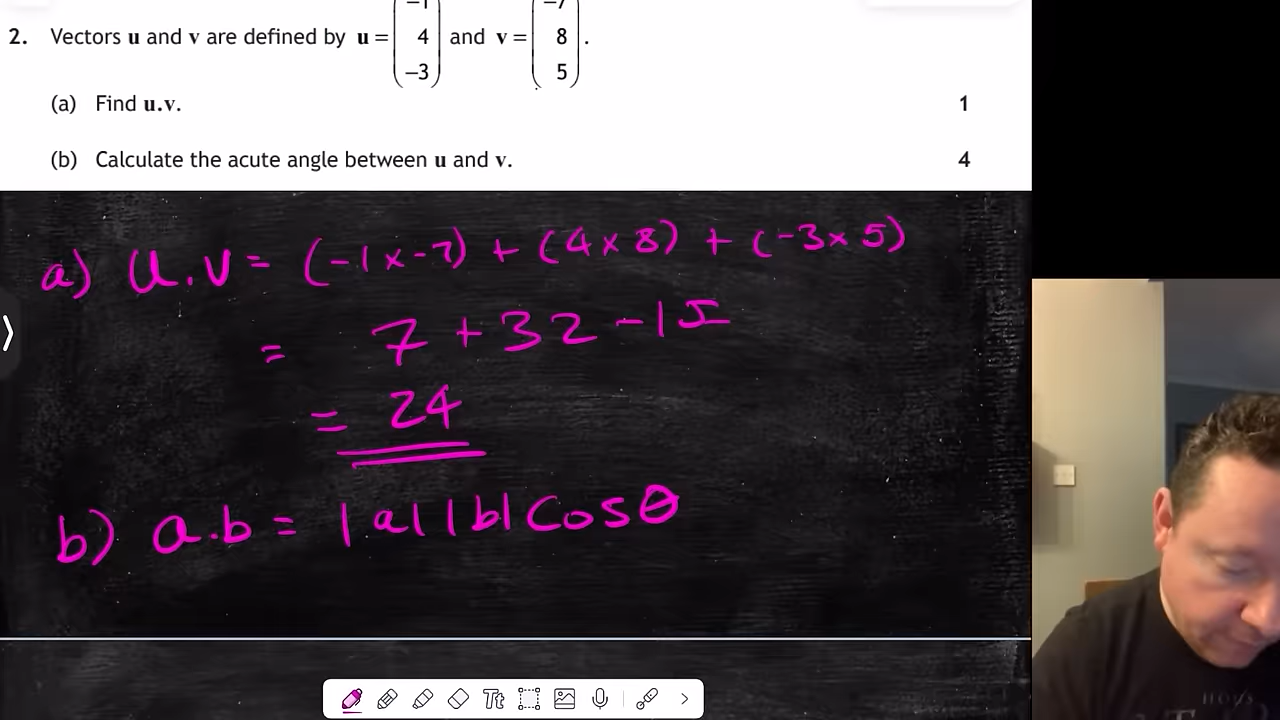 2. Vectors u and v are defined by u = ( −1 4 −3 ) and v = ( −7 8 5 ) .
(a) Find u.v. 1
(b) Calculate the acute angle between u and v. 4
a) u.v = (-1 x -7) + (4 x 8) + (-3 x 5)
= 7 + 32 - 15
= 24
b) a.b = |a||b| cos θ
Tt